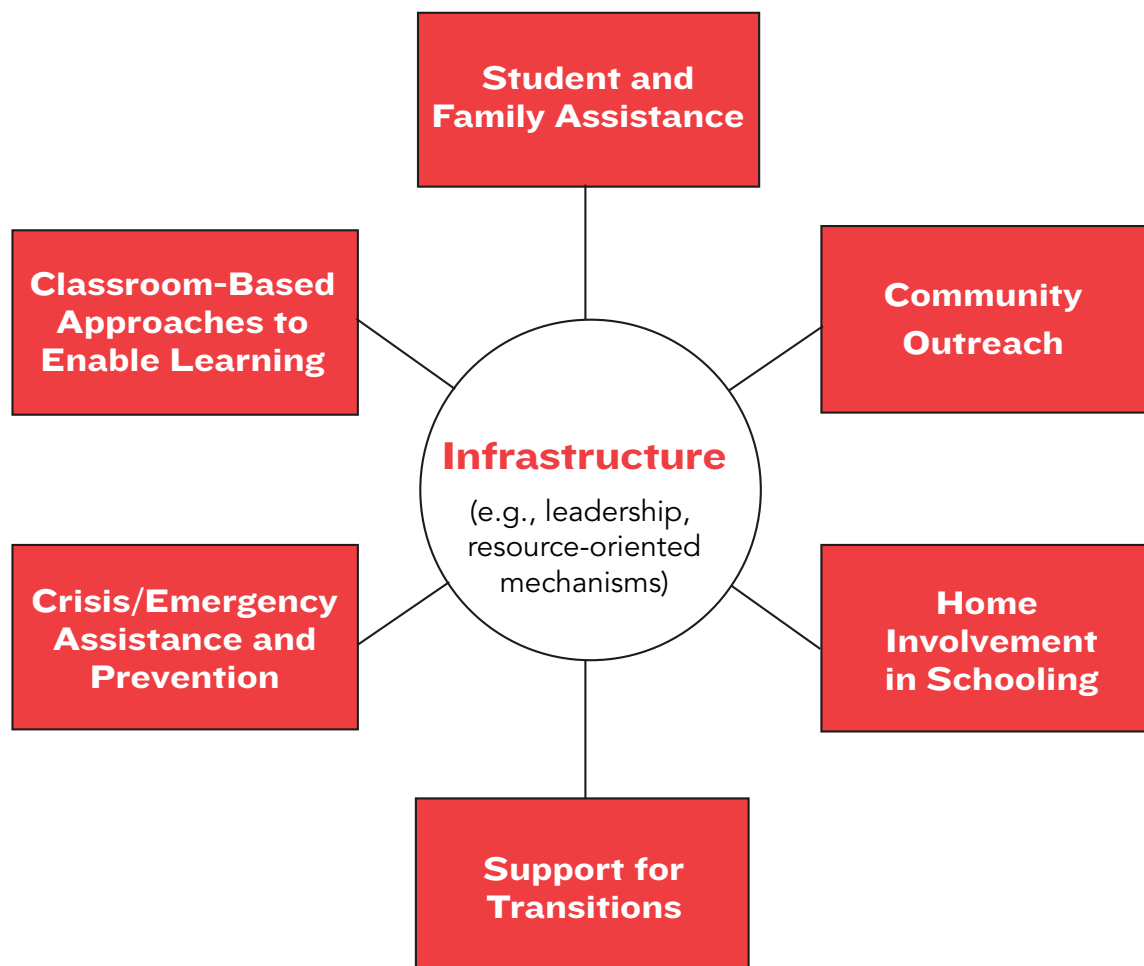 Student and
Family Assistance
Classroom-Based
Approaches to
Enable Learning
Community
Outreach
Infrastructure
(e.g., leadership,
resource-oriented
mechanisms)
Crisis/Emergency
Assistance and
Prevention
Home
Involvement
in Schooling
Support for
Transitions